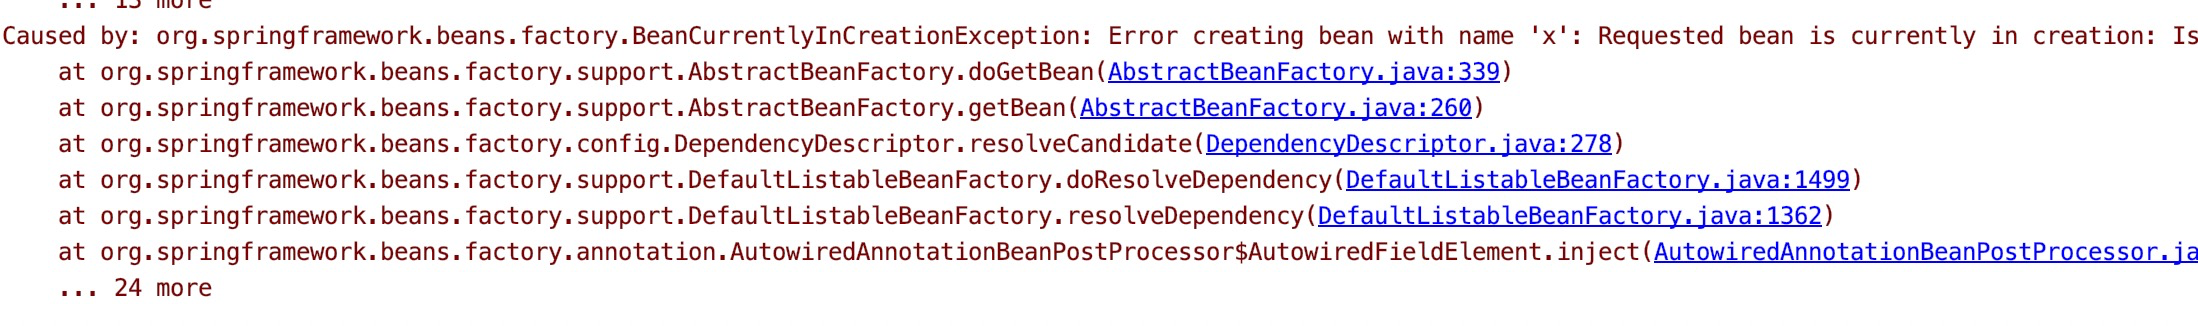 ... 13 more
Caused by: org.springframework.beans.factory.BeanCurrentlyInCreationException: Error creating bean with name 'x': Requested bean is currently in creation: Is
at org.springframework.beans.factory.support.AbstractBeanFactory.doGetBean(AbstractBeanFactory.java:339)
at org.springframework.beans.factory.support.AbstractBeanFactory.getBean(AbstractBeanFactory.java:260)
at org.springframework.beans.factory.config.DependencyDescriptor.resolveCandidate(DependencyDescriptor.java:278)
at org.springframework.beans.factory.support.DefaultListableBeanFactory.doResolveDependency(DefaultListableBeanFactory.java:1499)
at org.springframework.beans.factory.support.DefaultListableBeanFactory.resolveDependency(DefaultListableBeanFactory.java:1362)
at org.springframework.beans.factory.annotation.AutowiredAnnotationBeanPostProcessor$AutowiredFieldElement.inject(AutowiredAnnotationBeanPostProcessor.ja
... 24 more